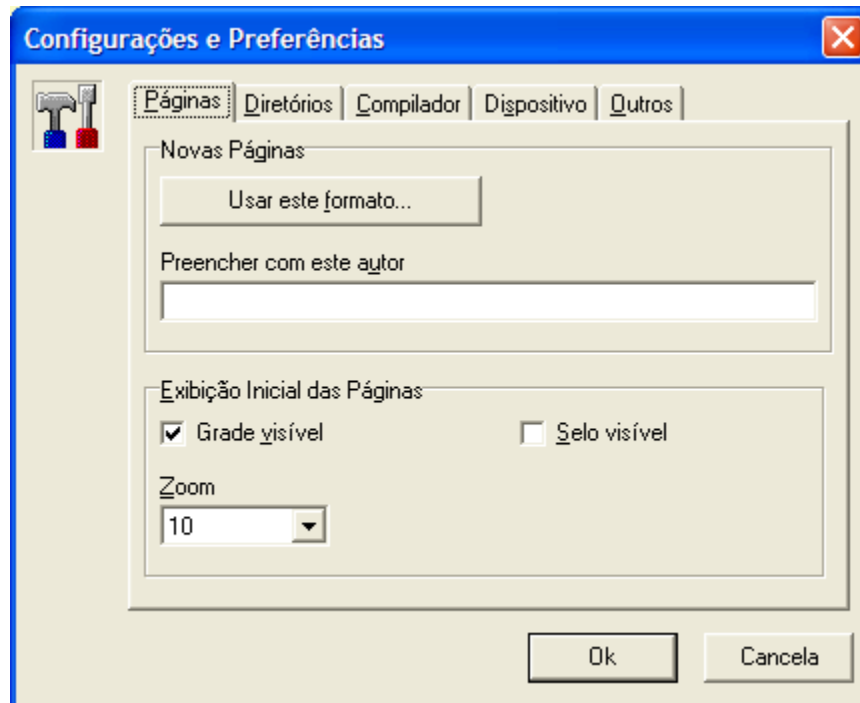 Configurações e Preferências
Páginas Diretórios Compilador Dispositivo Outros
Novas Páginas
Usar este formato...
Preencher com este autor
Exibição Inicial das Páginas
Grade visível Selo visível
Zoom
10
Ok Cancela